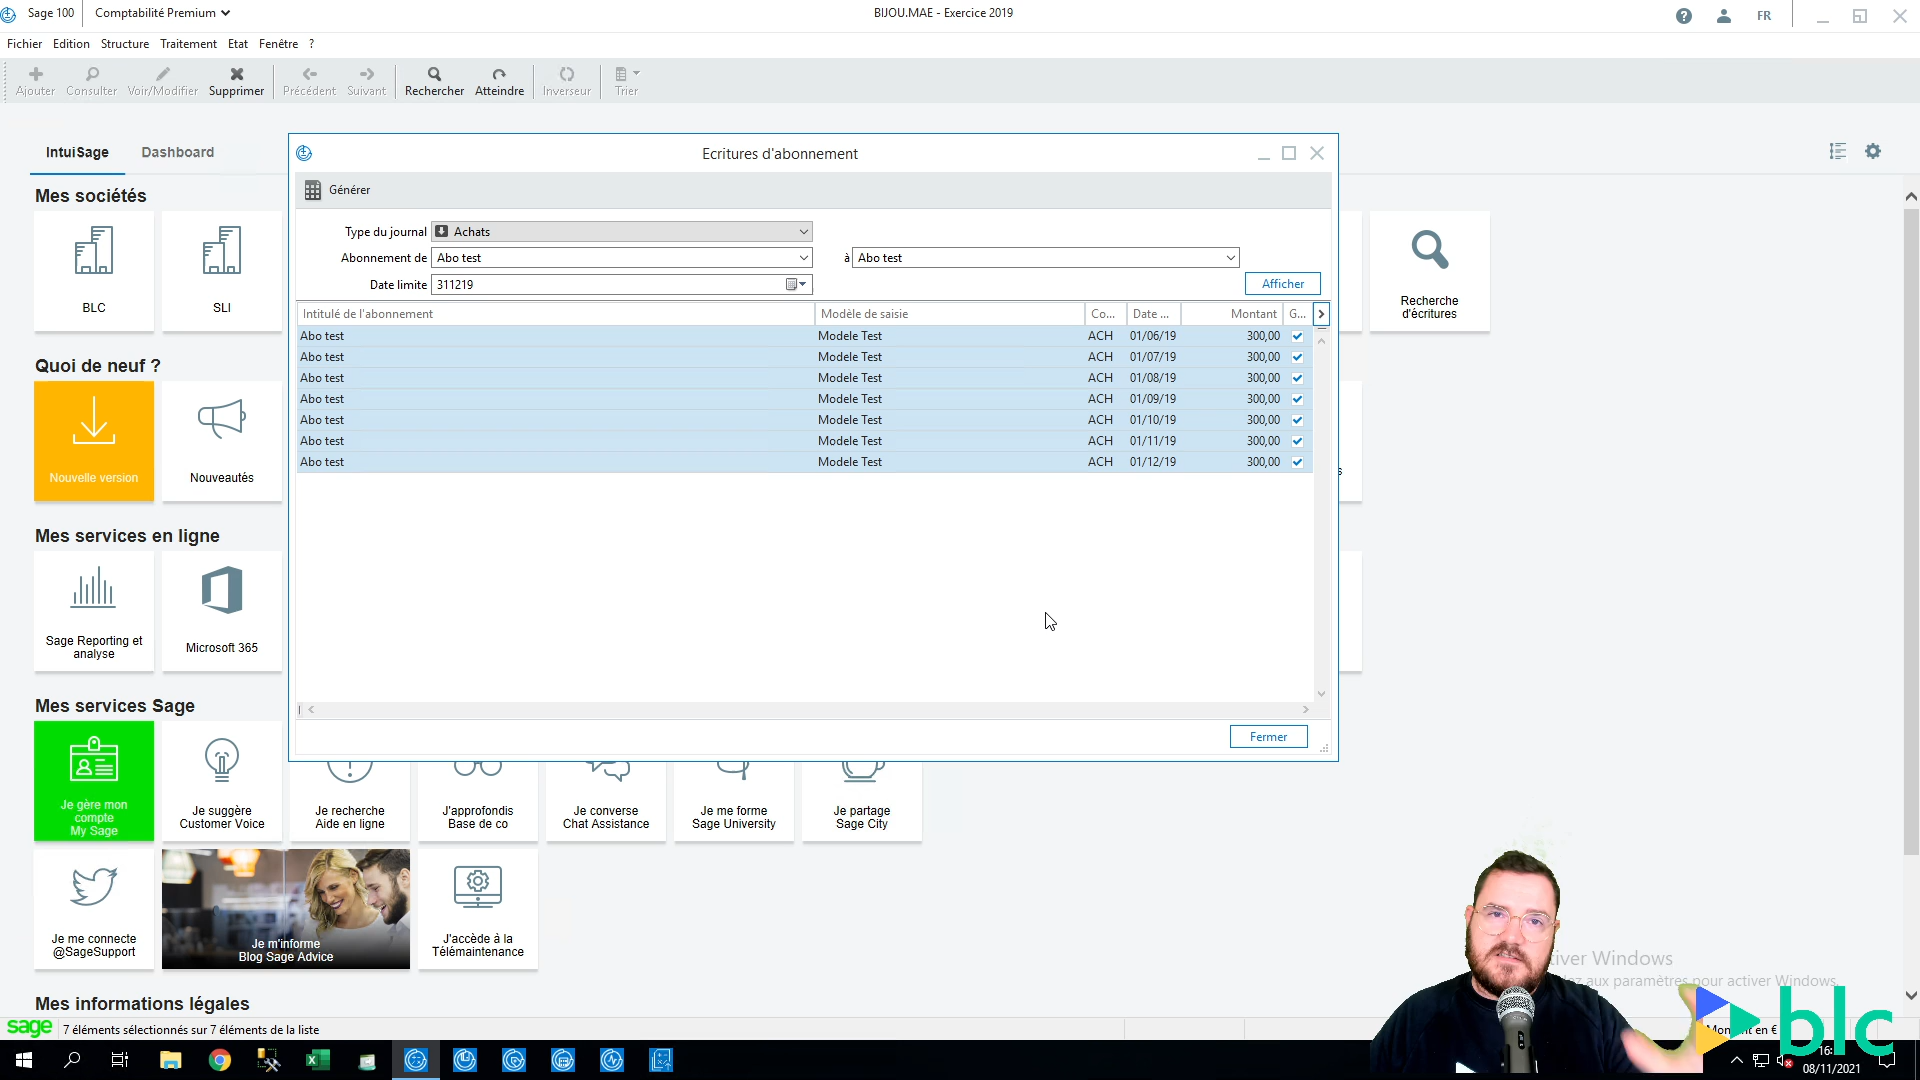 Sage 100
Comptabilité Premium
BIJOU.MAE - Exercice 2019
FR
Fichier Edition Structure Traitement Etat Fenêtre ?
Ajouter Consulter Voir/Modifier Supprimer Précédent Suivant Rechercher Atteindre Inverseur Trier
IntuiSage Dashboard
Ecritures d'abonnement
Générer
Type du journal Achats
Abonnement de Abo test à Abo test
Date limite 311219
Afficher
Intitulé de l'abonnement Modèle de saisie Co... Date ... Montant G...
Abo test Modele Test ACH 01/06/19 300,00
Abo test Modele Test ACH 01/07/19 300,00
Abo test Modele Test ACH 01/08/19 300,00
Abo test Modele Test ACH 01/09/19 300,00
Abo test Modele Test ACH 01/10/19 300,00
Abo test Modele Test ACH 01/11/19 300,00
Abo test Modele Test ACH 01/12/19 300,00
Fermer
Mes sociétés
BLC
SLI
Recherche
d'écritures
Quoi de neuf ?
Nouvelle version
Nouveautés
s
Mes services en ligne
Sage Reporting et
analyse
Microsoft 365
Mes services Sage
Je gère mon
compte
My Sage
Je suggère
Customer Voice
Je recherche
Aide en ligne
J'approfondis
Base de co
Je converse
Chat Assistance
Je me forme
Sage University
Je partage
Sage City
Je me connecte
@SageSupport
Je m'informe
Blog Sage Advice
J'accède à la
Télémaintenance
Mes informations légales
iver Windows
ez aux paramètres pour activer Windows.
sage 7 éléments sélectionnés sur 7 éléments de la liste
en €
blc
16:
08/11/2021